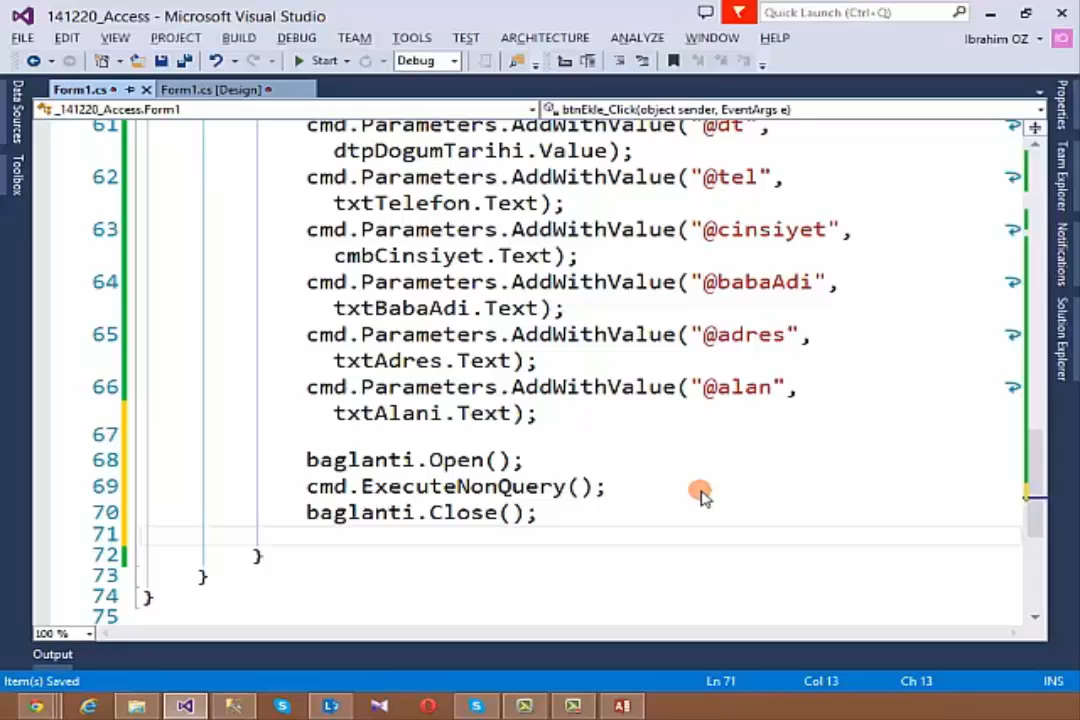 141220_Access - Microsoft Visual Studio
Quick Launch (Ctrl+Q)
FILE EDIT VIEW PROJECT BUILD DEBUG TEAM TOOLS TEST ARCHITECTURE ANALYZE WINDOW HELP
Ibrahim OZ
IO
Start
Debug
Form1.cs
Form1.cs [Design]
_141220_Access.Form1
btnEkle_Click(object sender, EventArgs e)
Data Sources
Toolbox
Properties
Team Explorer
Notifications
Solution Explorer
61 cmd.Parameters.AddWithValue("@dt",
dtpDogumTarihi.Value);
62 cmd.Parameters.AddWithValue("@tel",
txtTelefon.Text);
63 cmd.Parameters.AddWithValue("@cinsiyet",
cmbCinsiyet.Text);
64 cmd.Parameters.AddWithValue("@babaAdi",
txtBabaAdi.Text);
65 cmd.Parameters.AddWithValue("@adres",
txtAdres.Text);
66 cmd.Parameters.AddWithValue("@alan",
txtAlani.Text);
67
68 baglanti.Open();
69 cmd.ExecuteNonQuery();
70 baglanti.Close();
71
72 }
73 }
74 }
75
100 %
Output
Item(s) Saved
Ln 71
Col 13
Ch 13
INS